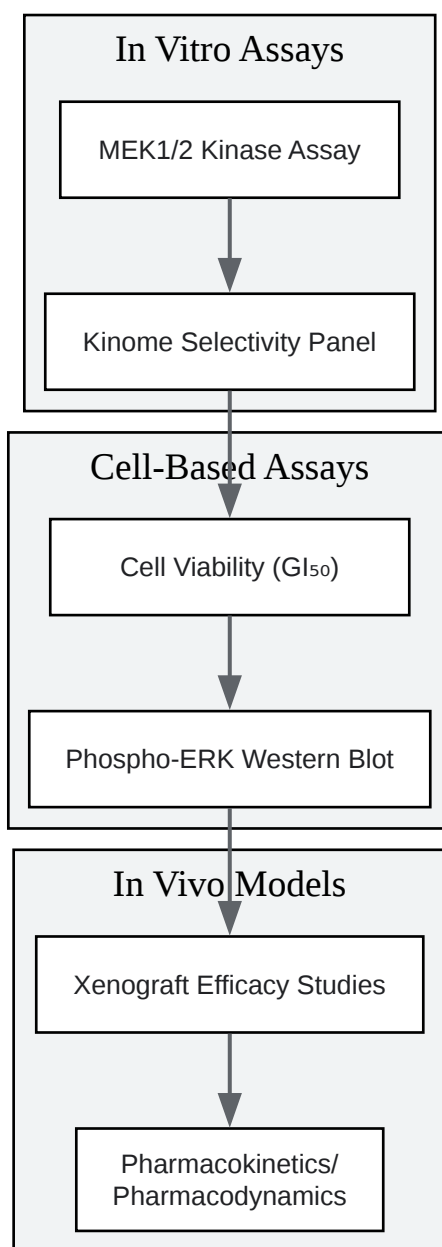 In Vitro Assays
MEK1/2 Kinase Assay
Kinome Selectivity Panel
Cell-Based Assays
Cell Viability (GI₅₀)
Phospho-ERK Western Blot
In Vivo Models
Xenograft Efficacy Studies
Pharmacokinetics/
Pharmacodynamics